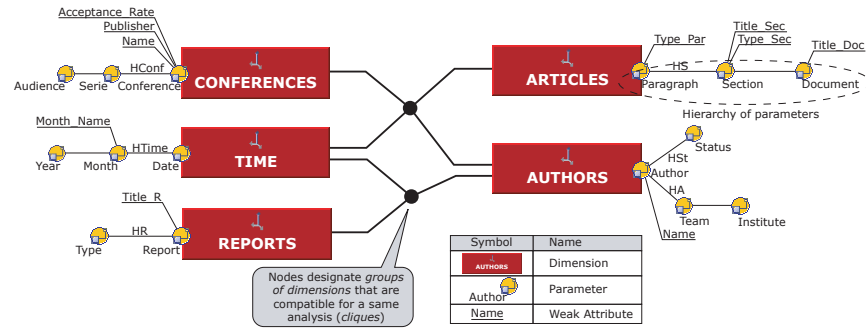 Acceptance_Rate
Publisher
Name
HConf
Audience
Serie
Conference
CONFERENCES
Month_Name
HTime
Year
Month
Date
TIME
Title_R
HR
Type
Report
REPORTS
ARTICLES
Type_Par
HS
Title_Sec
Type_Sec
Title_Doc
Paragraph
Section
Document
Hierarchy of parameters
AUTHORS
HSt
Status
Author
HA
Team
Institute
Name
Nodes designate groups
of dimensions that are
compatible for a same
analysis (cliques)
Symbol Name
AUTHORS Dimension
Author Parameter
Name Weak Attribute